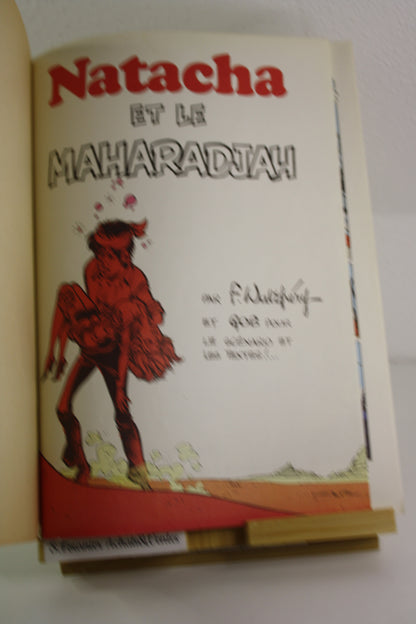 Natacha
ET LE
MAHARADJAH
PAR F. Walthéry
ET GOS POUR
LE SCÉNARIO ET
LES TEXTES!...